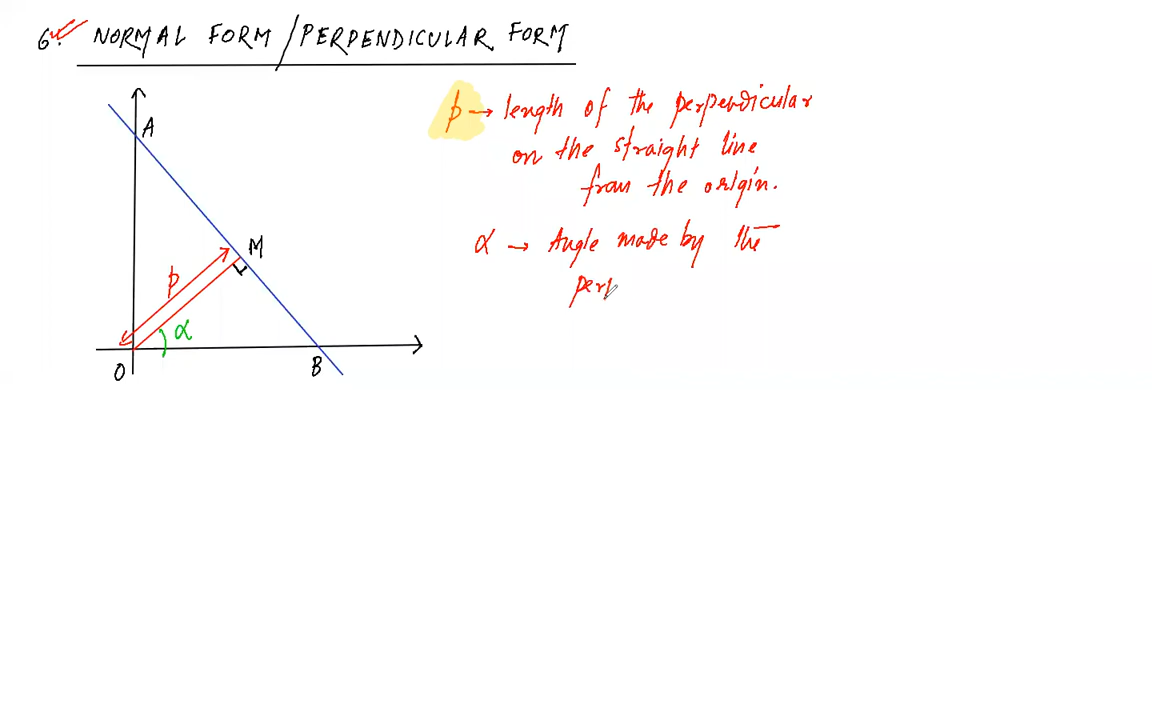 6. NORMAL FORM / PERPENDICULAR FORM
A
p → length of the perpendicular
on the straight line
from the origin.
M
α → Angle made by the
p
per
α
O
B